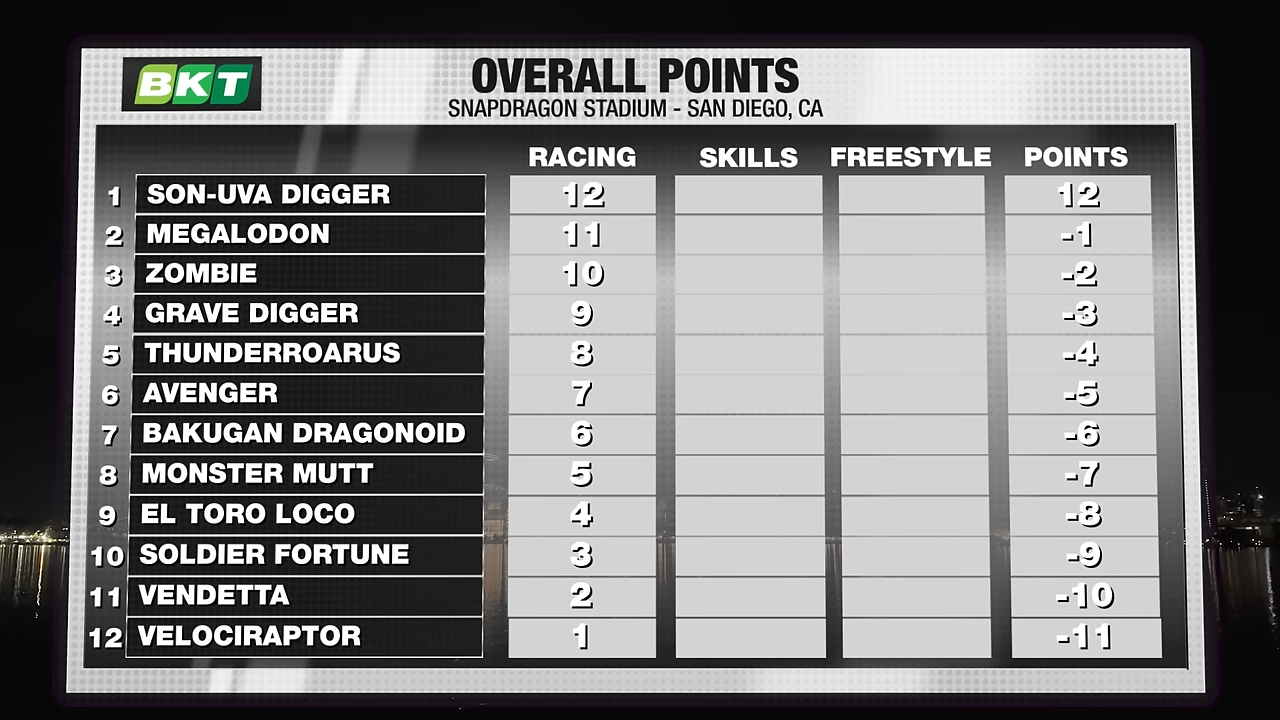 BKT
OVERALL POINTS
SNAPDRAGON STADIUM - SAN DIEGO, CA
RACING SKILLS FREESTYLE POINTS
1 SON-UVA DIGGER 12 12
2 MEGALODON 11 -1
3 ZOMBIE 10 -2
4 GRAVE DIGGER 9 -3
5 THUNDERROARUS 8 -4
6 AVENGER 7 -5
7 BAKUGAN DRAGONOID 6 -6
8 MONSTER MUTT 5 -7
9 EL TORO LOCO 4 -8
10 SOLDIER FORTUNE 3 -9
11 VENDETTA 2 -10
12 VELOCIRAPTOR 1 -11